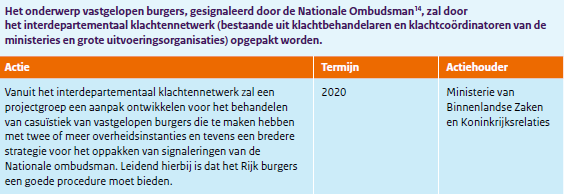 Het onderwerp vastgelopen burgers, gesignaleerd door de Nationale Ombudsman¹⁴, zal door
het interdepartementaal klachtennetwerk (bestaande uit klachtbehandelaren en klachtcoördinatoren van de
ministeries en grote uitvoeringsorganisaties) opgepakt worden.
Actie Termijn Actiehouder
Vanuit het interdepartementaal klachtennetwerk zal een 2020 Ministerie van
projectgroep een aanpak ontwikkelen voor het behandelen Binnenlandse Zaken
van casuïstiek van vastgelopen burgers die te maken hebben en Koninkrijksrelaties
met twee of meer overheidsinstanties en tevens een bredere
strategie voor het oppakken van signaleringen van de
Nationale ombudsman. Leidend hierbij is dat het Rijk burgers
een goede procedure moet bieden.